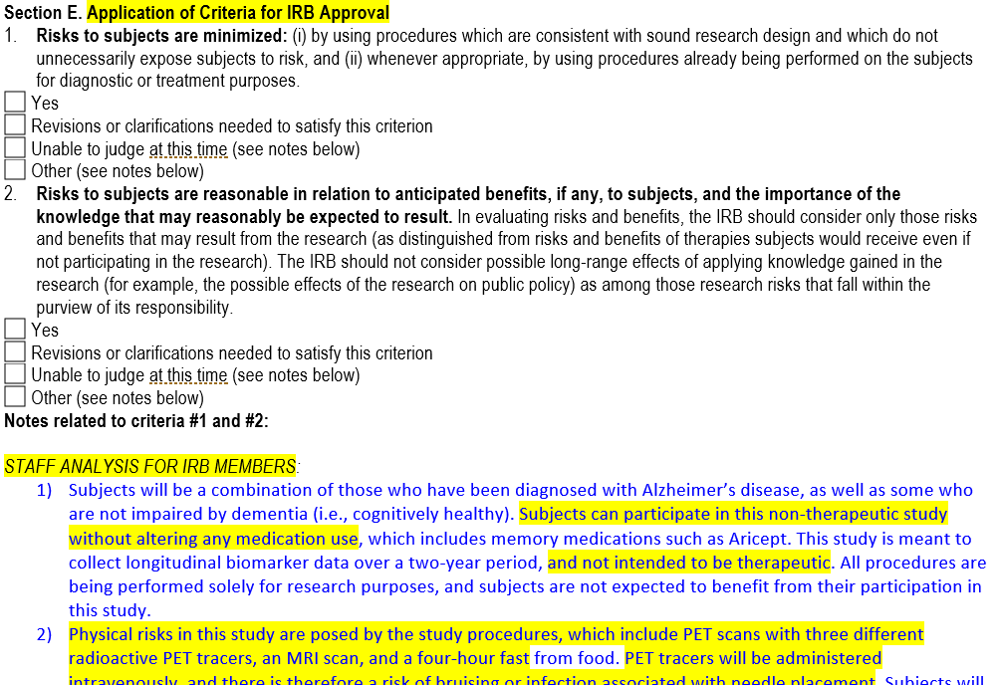 Section E. Application of Criteria for IRB Approval
1. Risks to subjects are minimized: (i) by using procedures which are consistent with sound research design and which do not
unnecessarily expose subjects to risk, and (ii) whenever appropriate, by using procedures already being performed on the subjects
for diagnostic or treatment purposes.
Yes
Revisions or clarifications needed to satisfy this criterion
Unable to judge at this time (see notes below)
Other (see notes below)
2. Risks to subjects are reasonable in relation to anticipated benefits, if any, to subjects, and the importance of the
knowledge that may reasonably be expected to result. In evaluating risks and benefits, the IRB should consider only those risks
and benefits that may result from the research (as distinguished from risks and benefits of therapies subjects would receive even if
not participating in the research). The IRB should not consider possible long-range effects of applying knowledge gained in the
research (for example, the possible effects of the research on public policy) as among those research risks that fall within the
purview of its responsibility.
Yes
Revisions or clarifications needed to satisfy this criterion
Unable to judge at this time (see notes below)
Other (see notes below)
Notes related to criteria #1 and #2:
STAFF ANALYSIS FOR IRB MEMBERS:
1) Subjects will be a combination of those who have been diagnosed with Alzheimer's disease, as well as some who
are not impaired by dementia (i.e., cognitively healthy). Subjects can participate in this non-therapeutic study
without altering any medication use, which includes memory medications such as Aricept. This study is meant to
collect longitudinal biomarker data over a two-year period, and not intended to be therapeutic. All procedures are
being performed solely for research purposes, and subjects are not expected to benefit from their participation in
this study.
2) Physical risks in this study are posed by the study procedures, which include PET scans with three different
radioactive PET tracers, an MRI scan, and a four-hour fast from food. PET tracers will be administered
intravenously, and there is therefore a risk of bruising or infection associated with needle placement. Subjects will